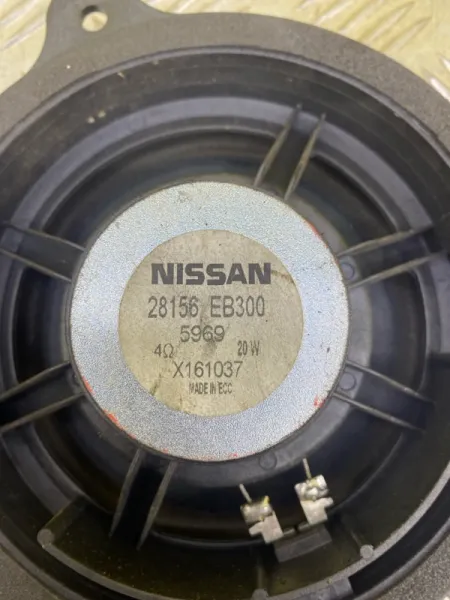 NISSAN
28156 EB300
5969
4Ω 20 W
X161037
MADE IN ECC